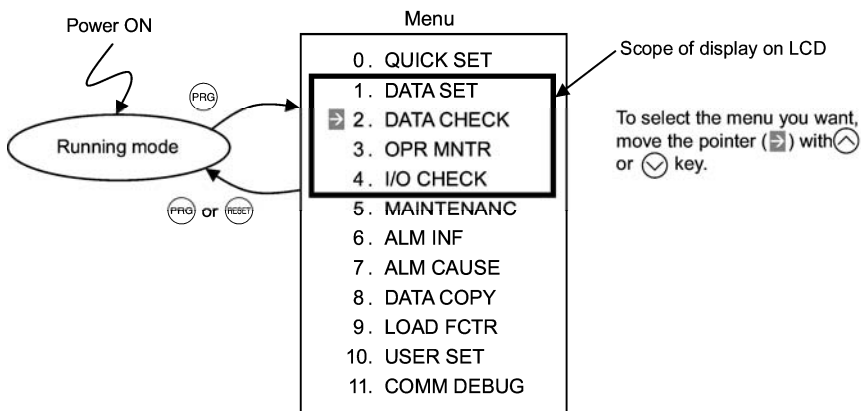 Power ON
PRG
Running mode
PRG or RESET
Menu
0. QUICK SET
1. DATA SET
2. DATA CHECK
3. OPR MNTR
4. I/O CHECK
5. MAINTENANC
6. ALM INF
7. ALM CAUSE
8. DATA COPY
9. LOAD FCTR
10. USER SET
11. COMM DEBUG
Scope of display on LCD
To select the menu you want,
move the pointer (→) with
or key.